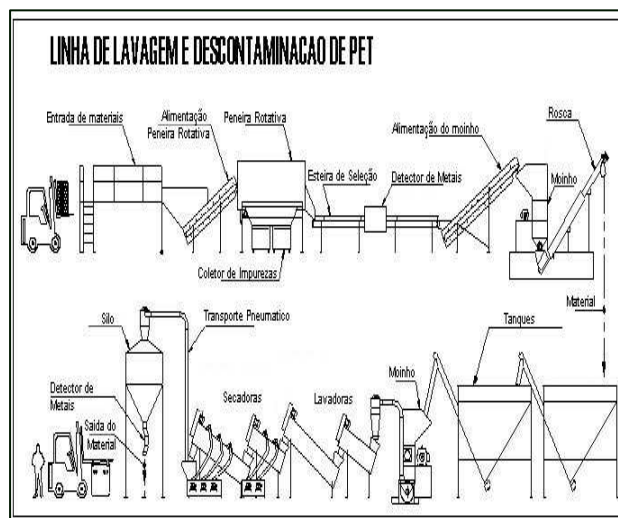 LINHA DE LAVAGEM E DESCONTAMINACAO DE PET
Entrada de materiais
Alimentação
Peneira Rotativa
Peneira Rotativa
Esteira de Seleção
Detector de Metais
Alimentação do moinho
Rosca
Moinho
Coletor de Impurezas
Material
Silo
Transporte Pneumatico
Tanques
Moinho
Detector de
Metais
Secadoras
Lavadoras
Saida do
Material